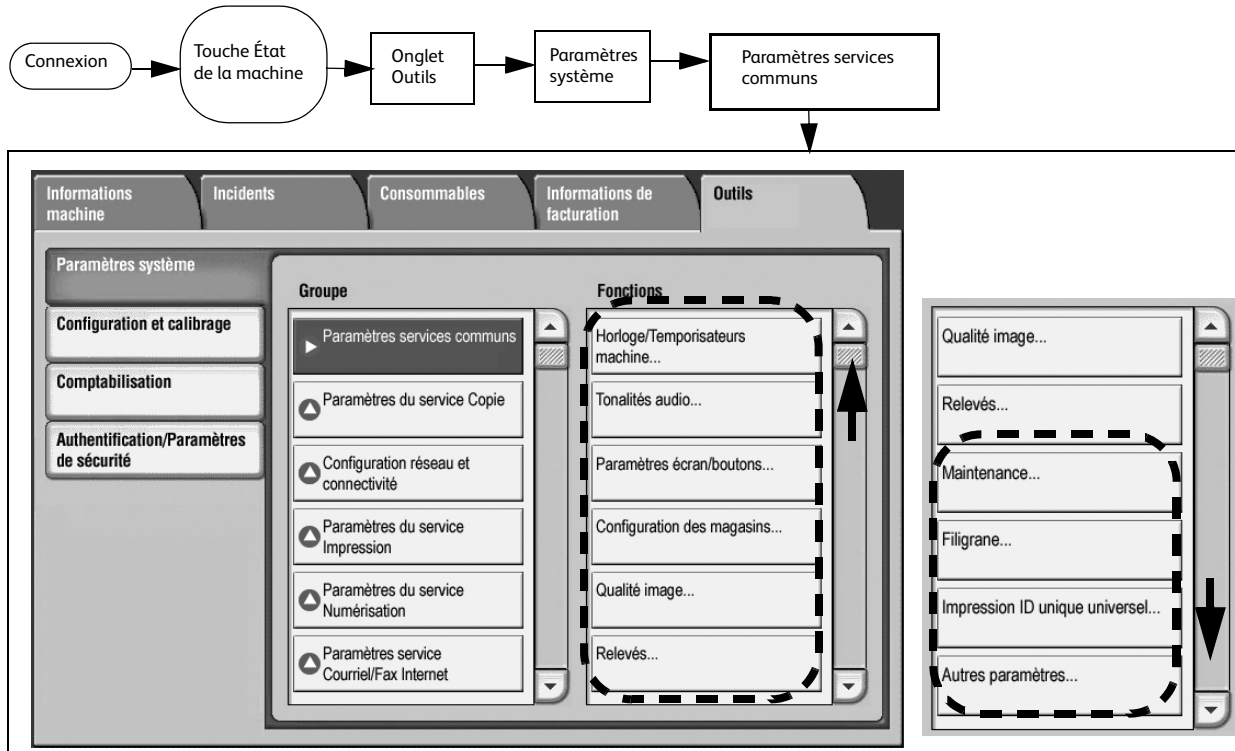 Connexion
Touche État
de la machine
Onglet
Outils
Paramètres
système
Paramètres services
communs
Informations
machine
Incidents
Consommables
Informations de
facturation
Outils
Paramètres système
Configuration et calibrage
Comptabilisation
Authentification/Paramètres
de sécurité
Groupe
Paramètres services communs
Paramètres du service Copie
Configuration réseau et
connectivité
Paramètres du service
Impression
Paramètres du service
Numérisation
Paramètres service
Courriel/Fax Internet
Fonctions
Horloge/Temporisateurs
machine...
Tonalités audio...
Paramètres écran/boutons...
Configuration des magasins...
Qualité image...
Relevés...
Qualité image...
Relevés...
Maintenance...
Filigrane...
Impression ID unique universel...
Autres paramètres...